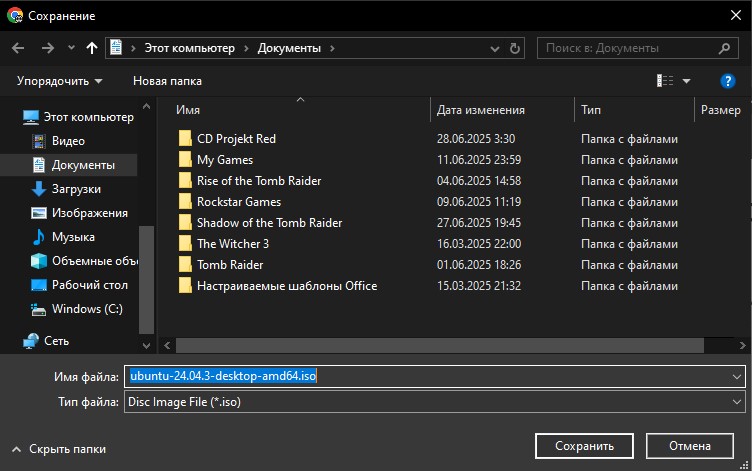 Сохранение
Этот компьютер
Документы
Поиск в: Документы
Упорядочить
Новая папка
?
Этот компьютер
Видео
Документы
Загрузки
Изображения
Музыка
Объемные объ
Рабочий стол
Windows (C:)
Сеть
Имя Дата изменения Тип Размер
CD Projekt Red 28.06.2025 3:30 Папка с файлами
My Games 11.06.2025 23:59 Папка с файлами
Rise of the Tomb Raider 04.06.2025 14:58 Папка с файлами
Rockstar Games 09.06.2025 11:19 Папка с файлами
Shadow of the Tomb Raider 27.06.2025 19:45 Папка с файлами
The Witcher 3 16.03.2025 22:00 Папка с файлами
Tomb Raider 01.06.2025 18:26 Папка с файлами
Настраиваемые шаблоны Office 15.03.2025 21:32 Папка с файлами
Имя файла: ubuntu-24.04.3-desktop-amd64.iso
Тип файла: Disc Image File (*.iso)
Скрыть папки
Сохранить
Отмена